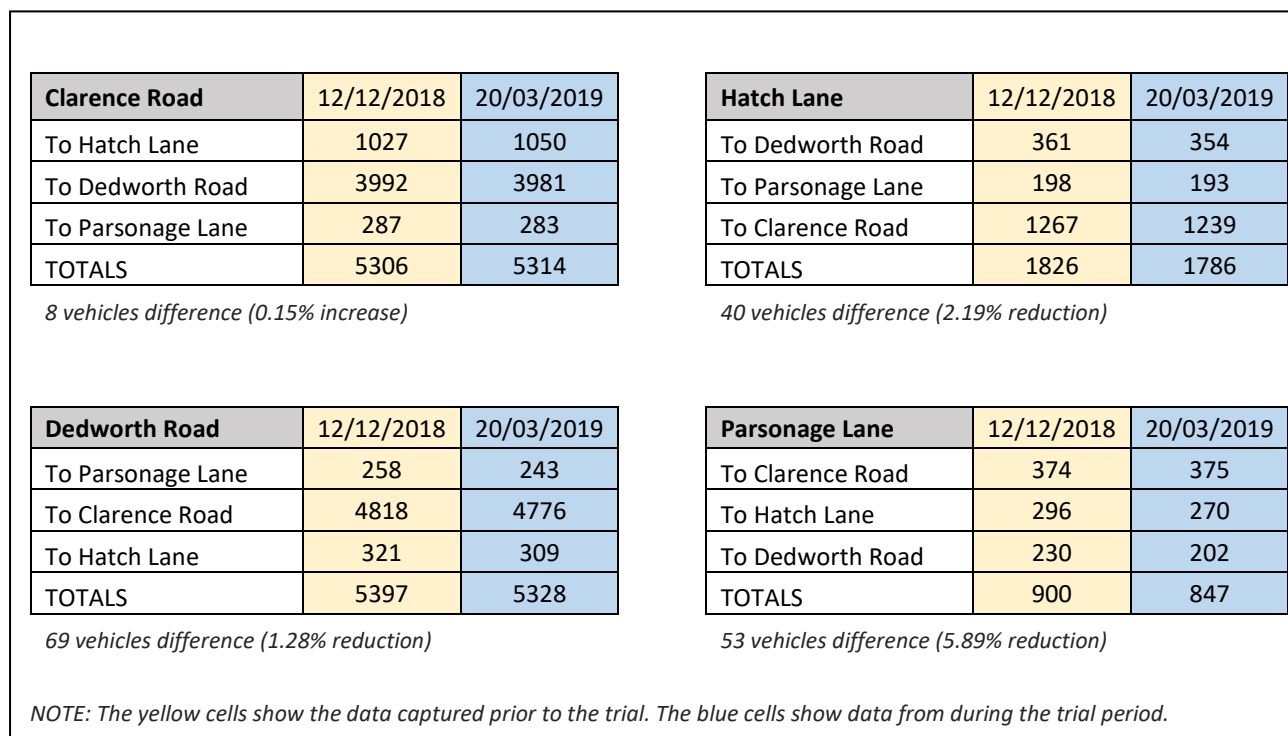 Clarence Road 12/12/2018 20/03/2019
To Hatch Lane 1027 1050
To Dedworth Road 3992 3981
To Parsonage Lane 287 283
TOTALS 5306 5314
8 vehicles difference (0.15% increase)
Hatch Lane 12/12/2018 20/03/2019
To Dedworth Road 361 354
To Parsonage Lane 198 193
To Clarence Road 1267 1239
TOTALS 1826 1786
40 vehicles difference (2.19% reduction)
Dedworth Road 12/12/2018 20/03/2019
To Parsonage Lane 258 243
To Clarence Road 4818 4776
To Hatch Lane 321 309
TOTALS 5397 5328
69 vehicles difference (1.28% reduction)
Parsonage Lane 12/12/2018 20/03/2019
To Clarence Road 374 375
To Hatch Lane 296 270
To Dedworth Road 230 202
TOTALS 900 847
53 vehicles difference (5.89% reduction)
NOTE: The yellow cells show the data captured prior to the trial. The blue cells show data from during the trial period.